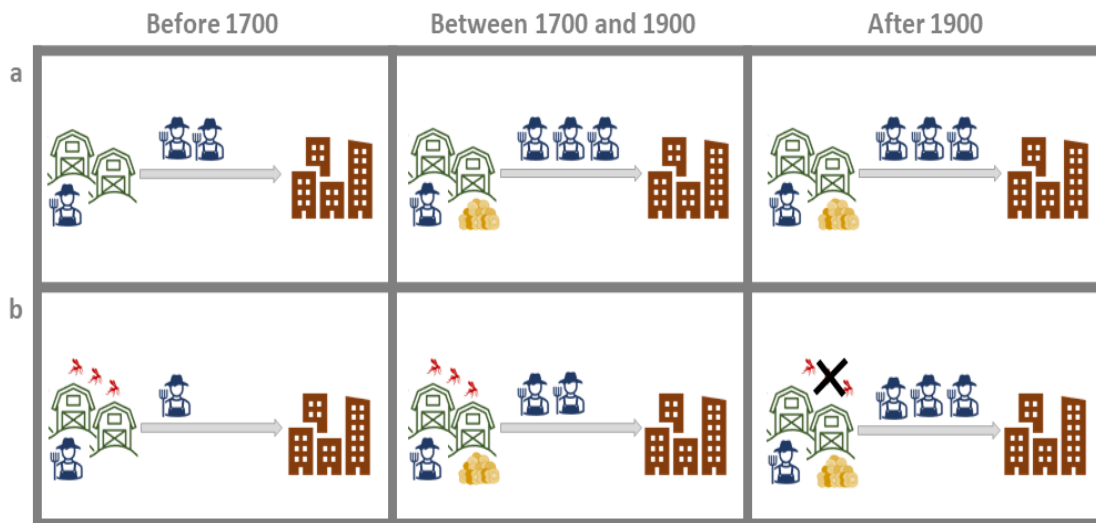 Before 1700
Between 1700 and 1900
After 1900
a
b